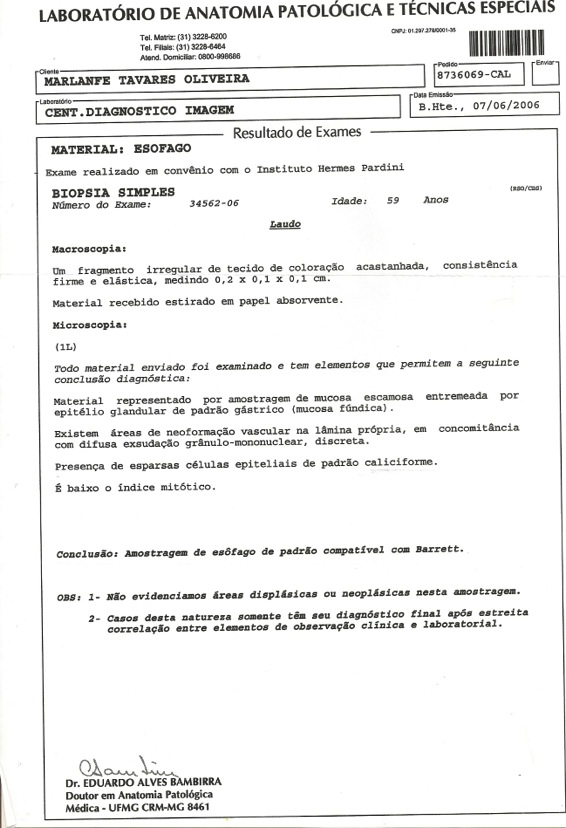 LABORATÓRIO DE ANATOMIA PATOLÓGICA E TÉCNICAS ESPECIAIS
Tel. Matriz: (31) 3228-6200
Tel. Filiais: (31) 3228-6464
Atend. Domiciliar: 0800-998686
CNPJ: 01.297.278/0001-35
Cliente
MARLANFE TAVARES OLIVEIRA
Pedido
8736069-CAL
Enviar
Laboratório
CENT.DIAGNOSTICO IMAGEM
Data Emissão
B.Hte., 07/06/2006
Resultado de Exames
MATERIAL: ESOFAGO
Exame realizado em convênio com o Instituto Hermes Pardini
BIOPSIA SIMPLES
(RSO/CBS)
Número do Exame: 34562-06 Idade: 59 Anos
Laudo
Macroscopia:
Um fragmento irregular de tecido de coloração acastanhada, consistência
firme e elástica, medindo 0,2 x 0,1 x 0,1 cm.
Material recebido estirado em papel absorvente.
Microscopia:
(1L)
Todo material enviado foi examinado e tem elementos que permitem a seguinte
conclusão diagnóstica:
Material representado por amostragem de mucosa escamosa entremeada por
epitélio glandular de padrão gástrico (mucosa fúndica).
Existem áreas de neoformação vascular na lâmina própria, em concomitância
com difusa exsudação grânulo-mononuclear, discreta.
Presença de esparsas células epiteliais de padrão caliciforme.
É baixo o índice mitótico.
Conclusão: Amostragem de esôfago de padrão compatível com Barrett.
OBS: 1- Não evidenciamos áreas displásicas ou neoplásicas nesta amostragem.
2- Casos desta natureza somente têm seu diagnóstico final após estreita
correlação entre elementos de observação clínica e laboratorial.
Dr. EDUARDO ALVES BAMBIRRA
Doutor em Anatomia Patológica
Médica - UFMG CRM-MG 8461